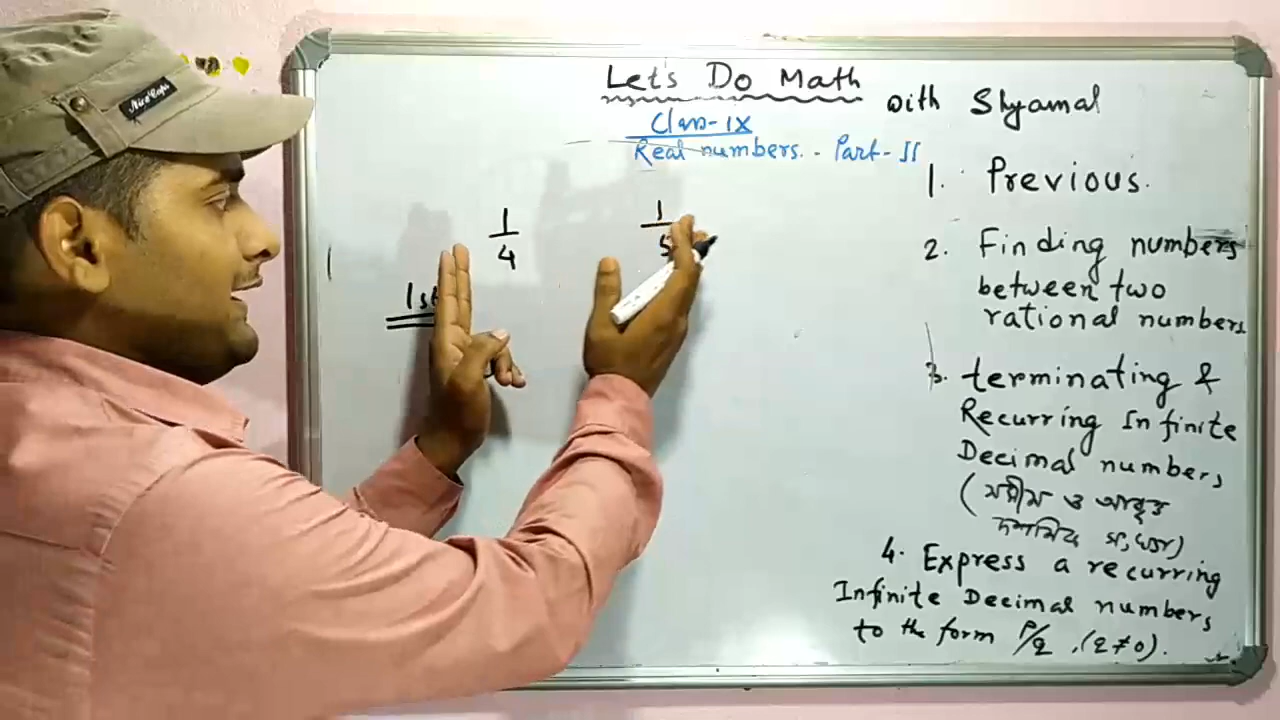 Let's Do Math with Shyamal
Class-IX
Real numbers. - Part-II
1. Previous.
1/4 1/5
1st
2. Finding numbers
between two
rational numbers
3. terminating &
Recurring Infinite
Decimal numbers
(সসীম ও আবৃত্ত
দশমিক সংখ্যা)
4. Express a recurring
Infinite Decimal numbers
to the form P/q, (q≠0).